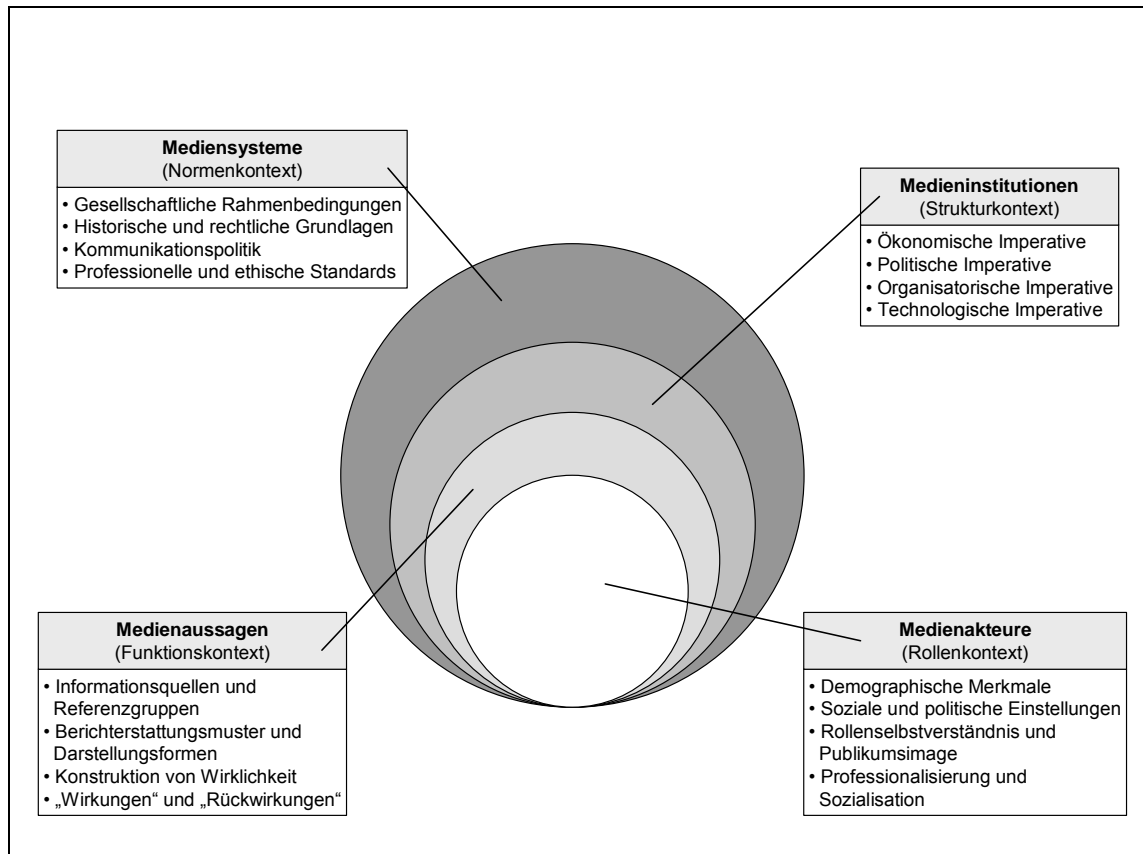 Mediensysteme
(Normenkontext)
• Gesellschaftliche Rahmenbedingungen
• Historische und rechtliche Grundlagen
• Kommunikationspolitik
• Professionelle und ethische Standards
Medieninstitutionen
(Strukturkontext)
• Ökonomische Imperative
• Politische Imperative
• Organisatorische Imperative
• Technologische Imperative
Medienaussagen
(Funktionskontext)
• Informationsquellen und
Referenzgruppen
• Berichterstattungsmuster und
Darstellungsformen
• Konstruktion von Wirklichkeit
• „Wirkungen“ und „Rückwirkungen“
Medienakteure
(Rollenkontext)
• Demographische Merkmale
• Soziale und politische Einstellungen
• Rollenselbstverständnis und
Publikumsimage
• Professionalisierung und
Sozialisation